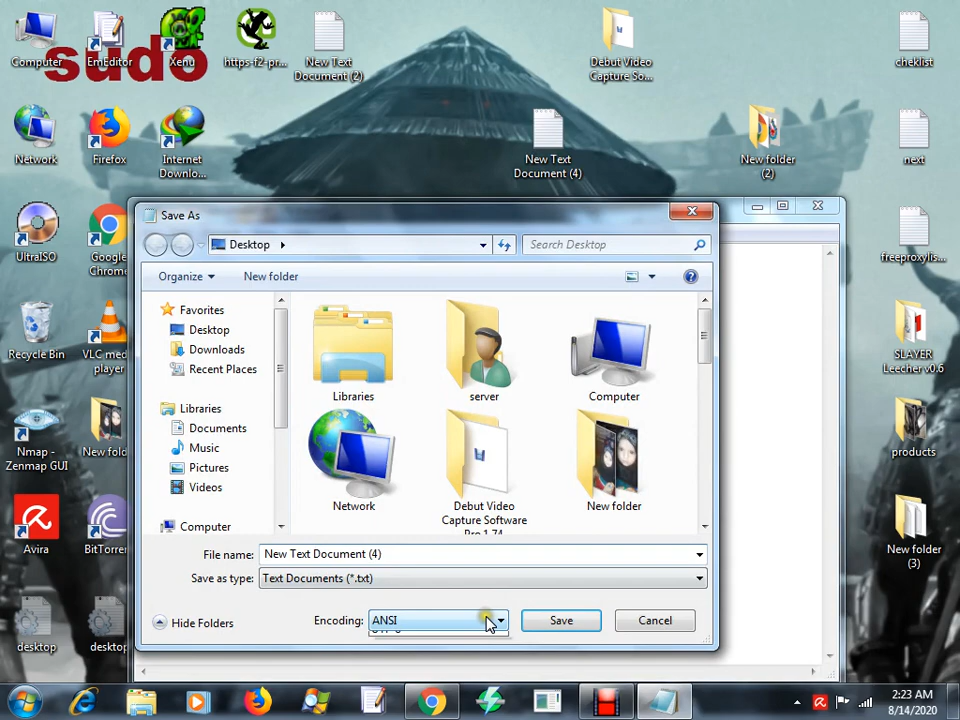 sudo
Computer
EmEditor
Xenu
https-f2-pr...
New Text
Document (2)
Debut Video
Capture So...
cheklist
Network
Firefox
Internet
Downlo...
New Text
Document (4)
New folder
(2)
next
UltraISO
Google
Chrome
freeproxylis...
Recycle Bin
VLC med
player
SLAYER
Leecher v0.6
Nmap -
Zenmap GUI
New fold
products
Avira
BitTorre
New folder
(3)
desktop
desktop
Save As
Desktop
Search Desktop
Organize
New folder
Favorites
Desktop
Downloads
Recent Places
Libraries
Documents
Music
Pictures
Videos
Computer
Libraries
server
Computer
Network
Debut Video
Capture Software
Pro 1.74
New folder
File name: New Text Document (4)
Save as type: Text Documents (*.txt)
Hide Folders
Encoding: ANSI
Save
Cancel
2:23 AM
8/14/2020